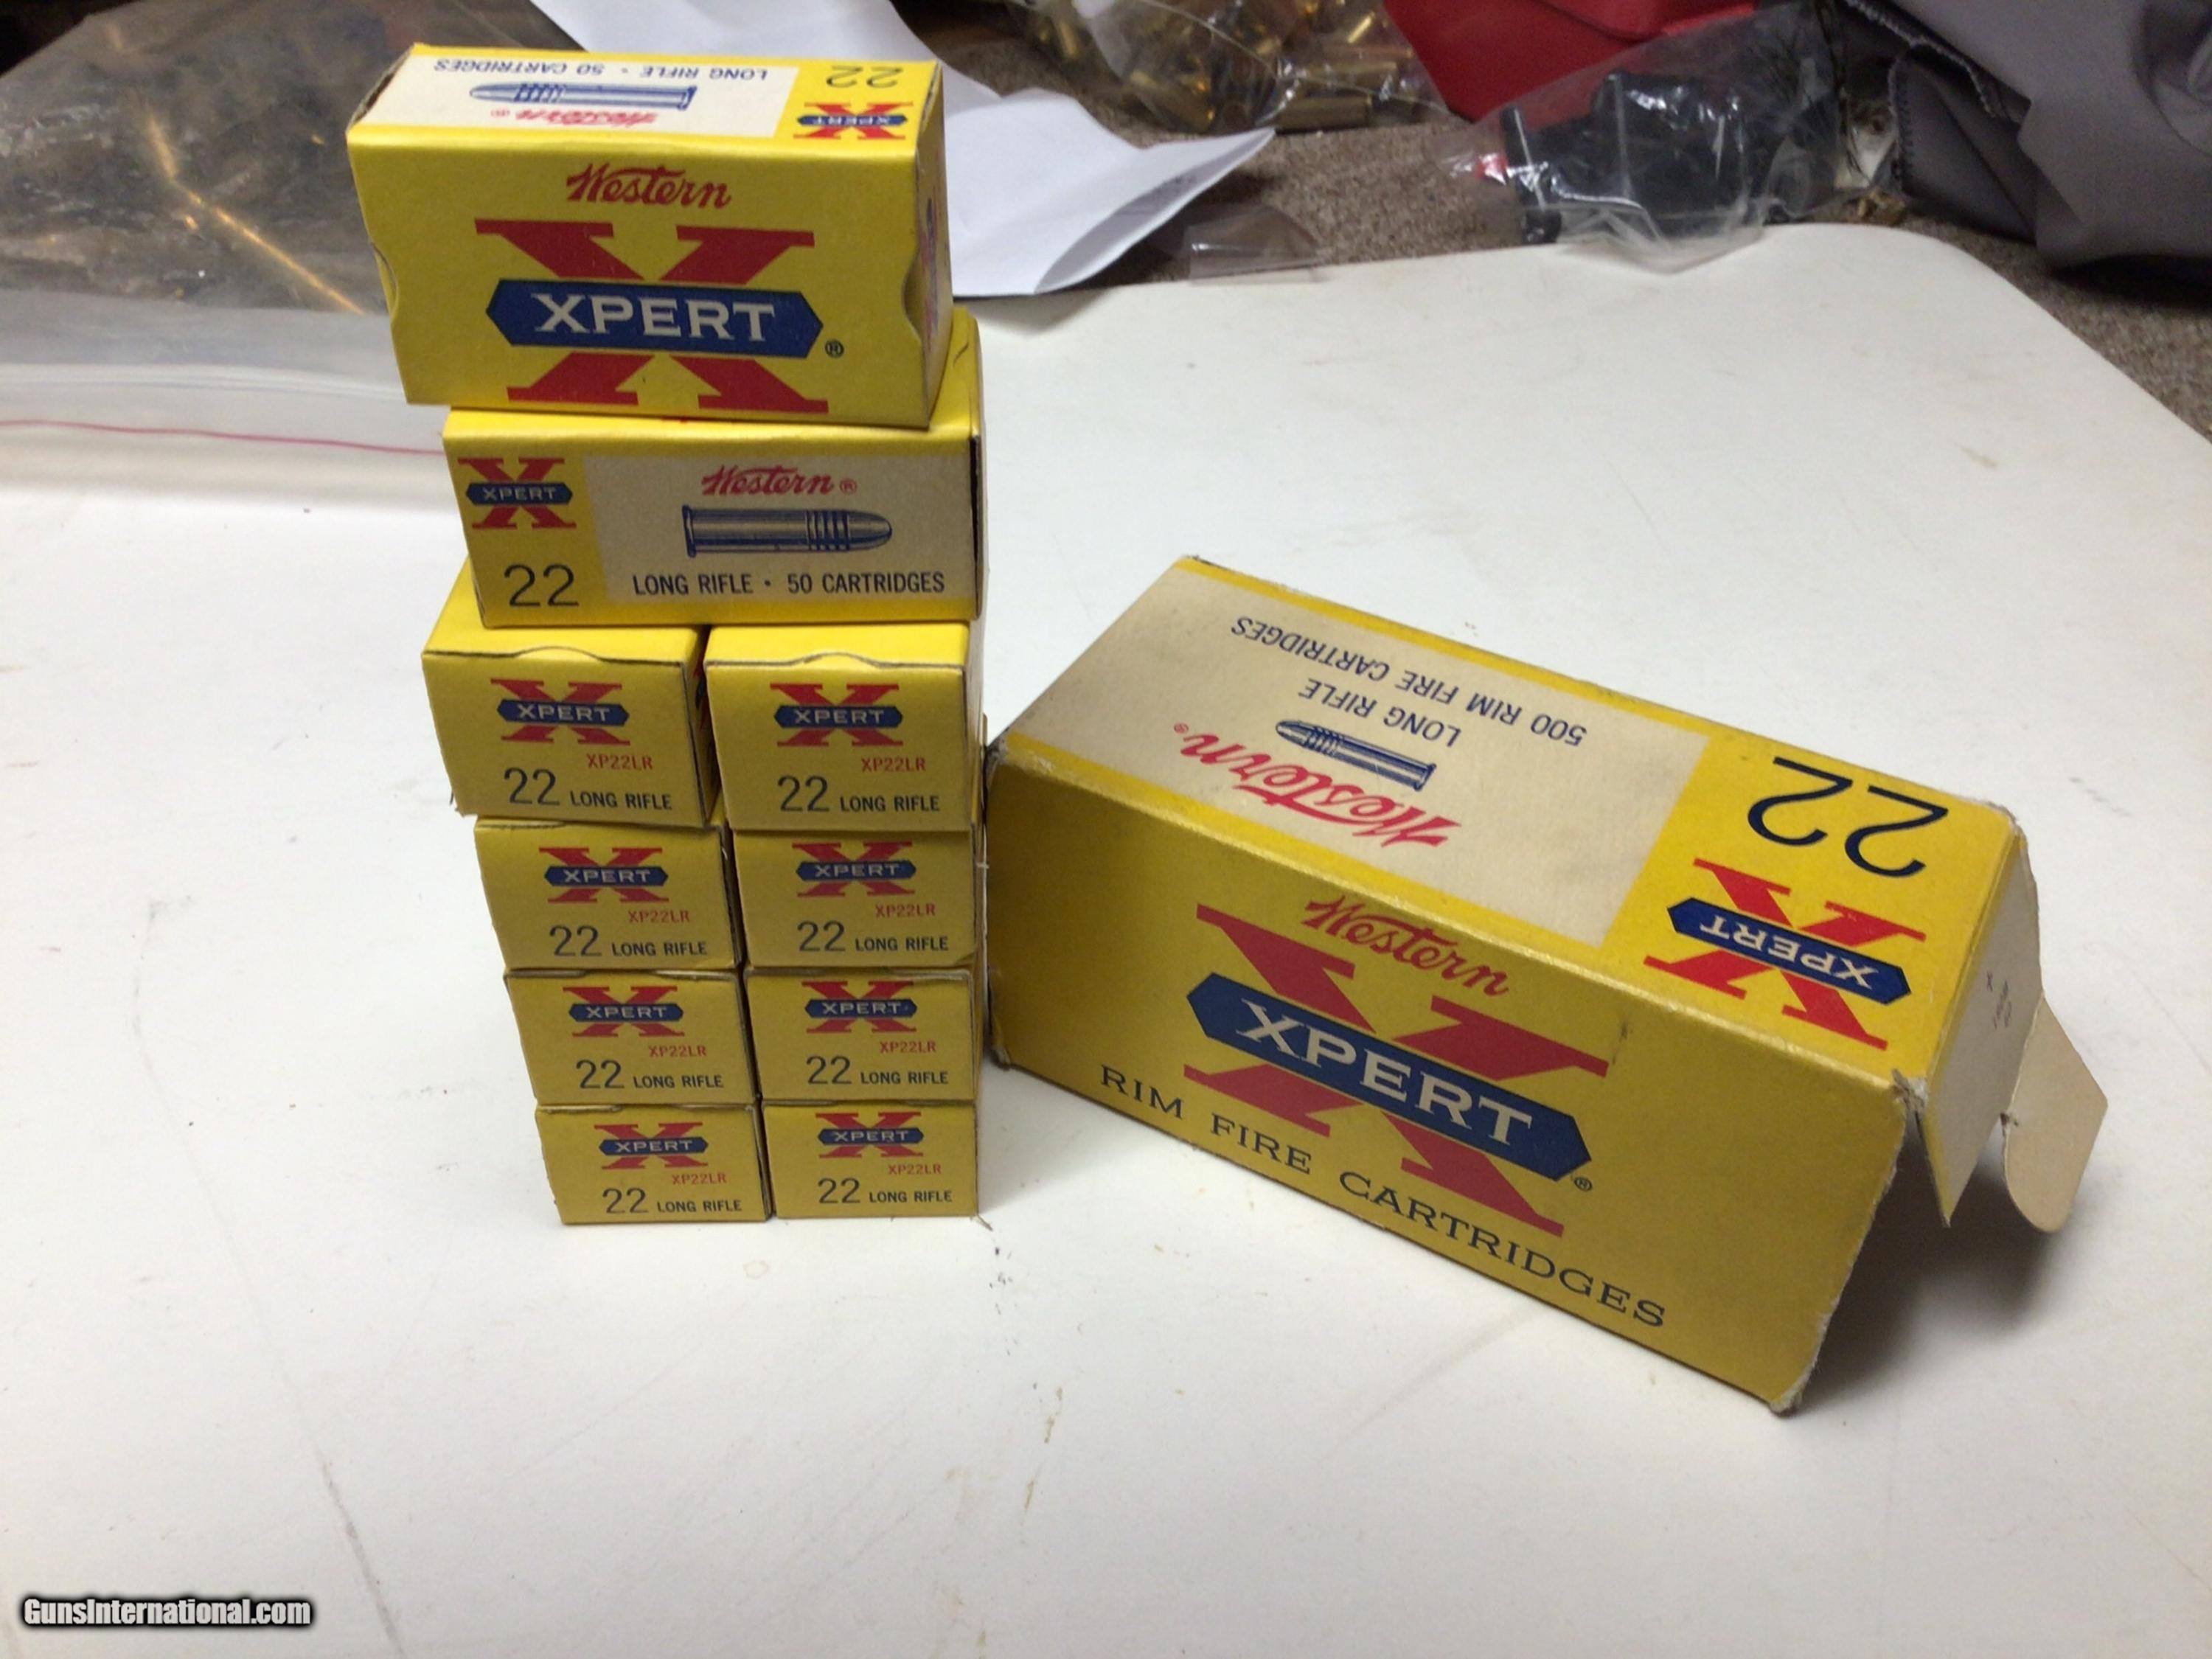 LONG RIFLE · 50 CARTRIDGES
22
Western ®
XPERT
Western
XPERT ®
XPERT
22
Western ®
LONG RIFLE · 50 CARTRIDGES
XPERT
XP22LR
22 LONG RIFLE
XPERT
XP22LR
22 LONG RIFLE
XPERT
XP22LR
22 LONG RIFLE
XPERT
XP22LR
22 LONG RIFLE
XPERT
XP22LR
22 LONG RIFLE
XPERT
XP22LR
22 LONG RIFLE
XPERT
XP22LR
22 LONG RIFLE
XPERT
XP22LR
22 LONG RIFLE
XPERT
22
Western ®
LONG RIFLE
500 RIM FIRE CARTRIDGES
Western
XPERT ®
RIM FIRE CARTRIDGES
GunsInternational.com